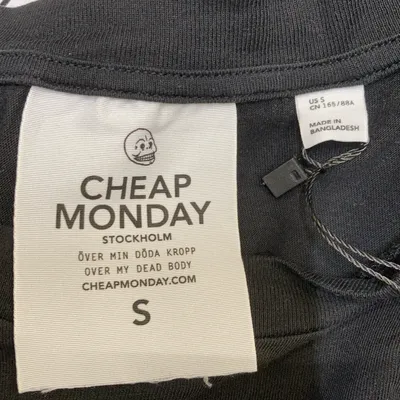 CHEAP
MONDAY
STOCKHOLM
ÖVER MIN DÖDA KROPP
OVER MY DEAD BODY
CHEAPMONDAY.COM
S
US S
CN 165/88A
MADE IN
BANGLADESH